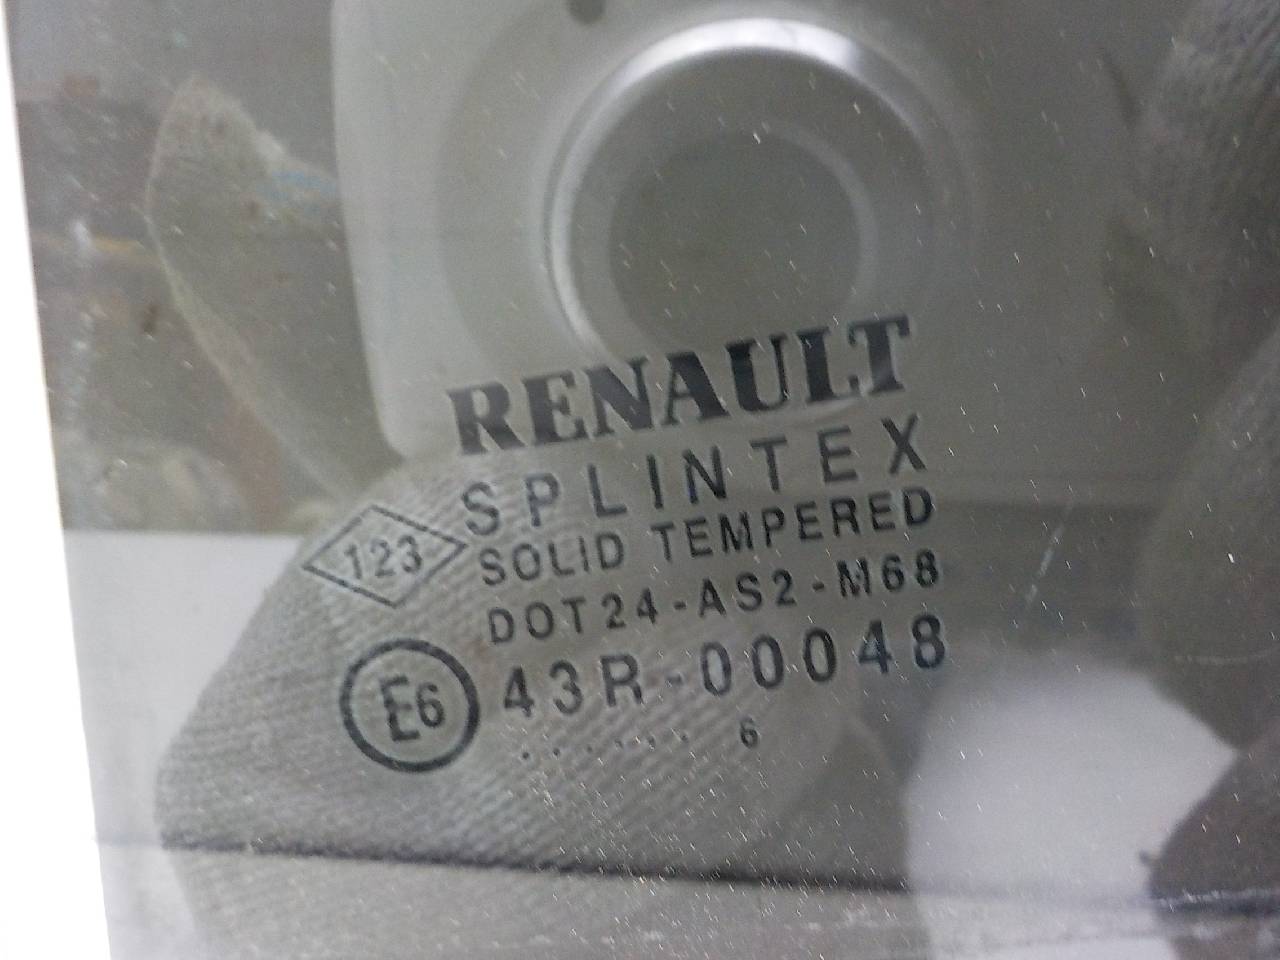 RENAULT
SPLINTEX
123
SOLID TEMPERED
DOT24-AS2-M68
E6 43R-00048
...... 6